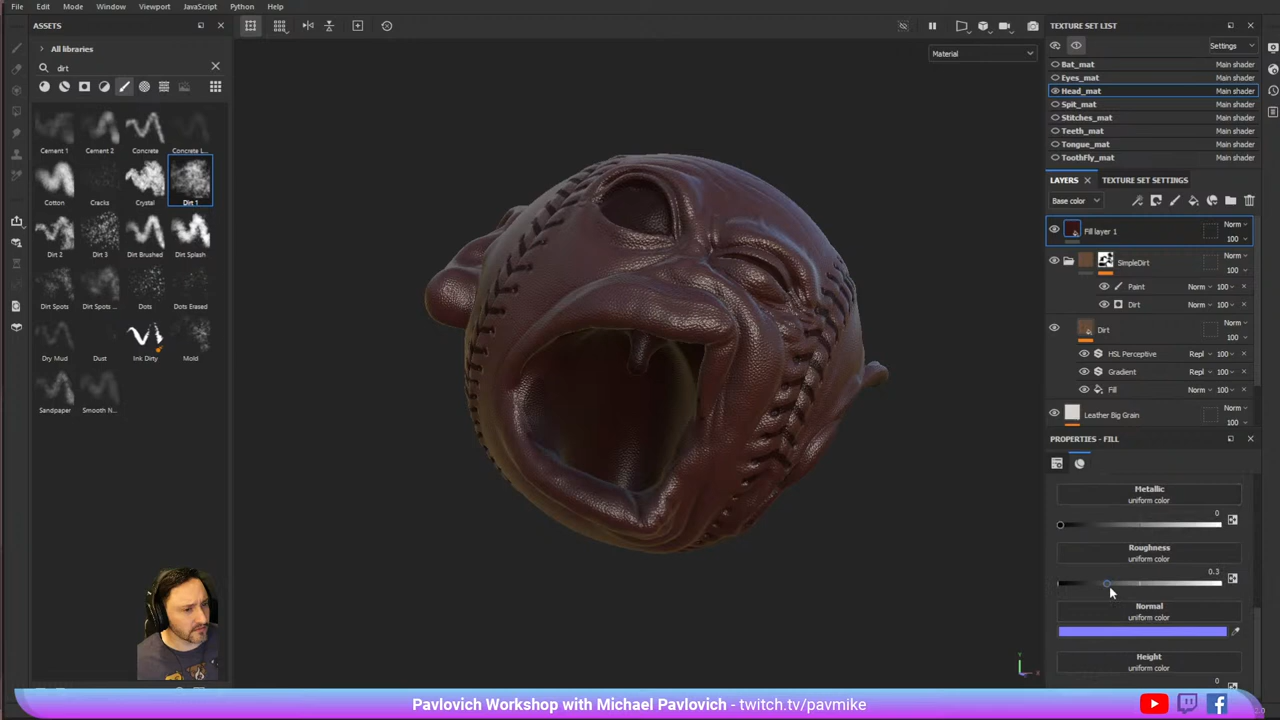 File Edit Mode Window Viewport JavaScript Python Help
ASSETS
All libraries
dirt
Cement 1 Cement 2 Concrete Concrete L...
Cotton Cracks Crystal Dirt 1
Dirt 2 Dirt 3 Dirt Brushed Dirt Splash
Dirt Spots Dirt Spots ... Dots Dots Erased
Dry Mud Dust Ink Dirty Mold
Sandpaper Smooth N...
Material
TEXTURE SET LIST
Settings
Bat_mat Main shader
Eyes_mat Main shader
Head_mat Main shader
Spit_mat Main shader
Stitches_mat Main shader
Teeth_mat Main shader
Tongue_mat Main shader
ToothFly_mat Main shader
LAYERS TEXTURE SET SETTINGS
Base color
Fill layer 1 Norm
100
SimpleDirt Norm
100
Paint Norm 100
Dirt Norm 100
Dirt Norm
100
HSL Perceptive Repl 100
Gradient Repl 100
Fill Norm 100
Leather Big Grain Norm
100
PROPERTIES - FILL
Metallic
uniform color
0
Roughness
uniform color
0.3
Normal
uniform color
Height
uniform color
0
Y
Pavlovich Workshop with Michael Pavlovich - twitch.tv/pavmike